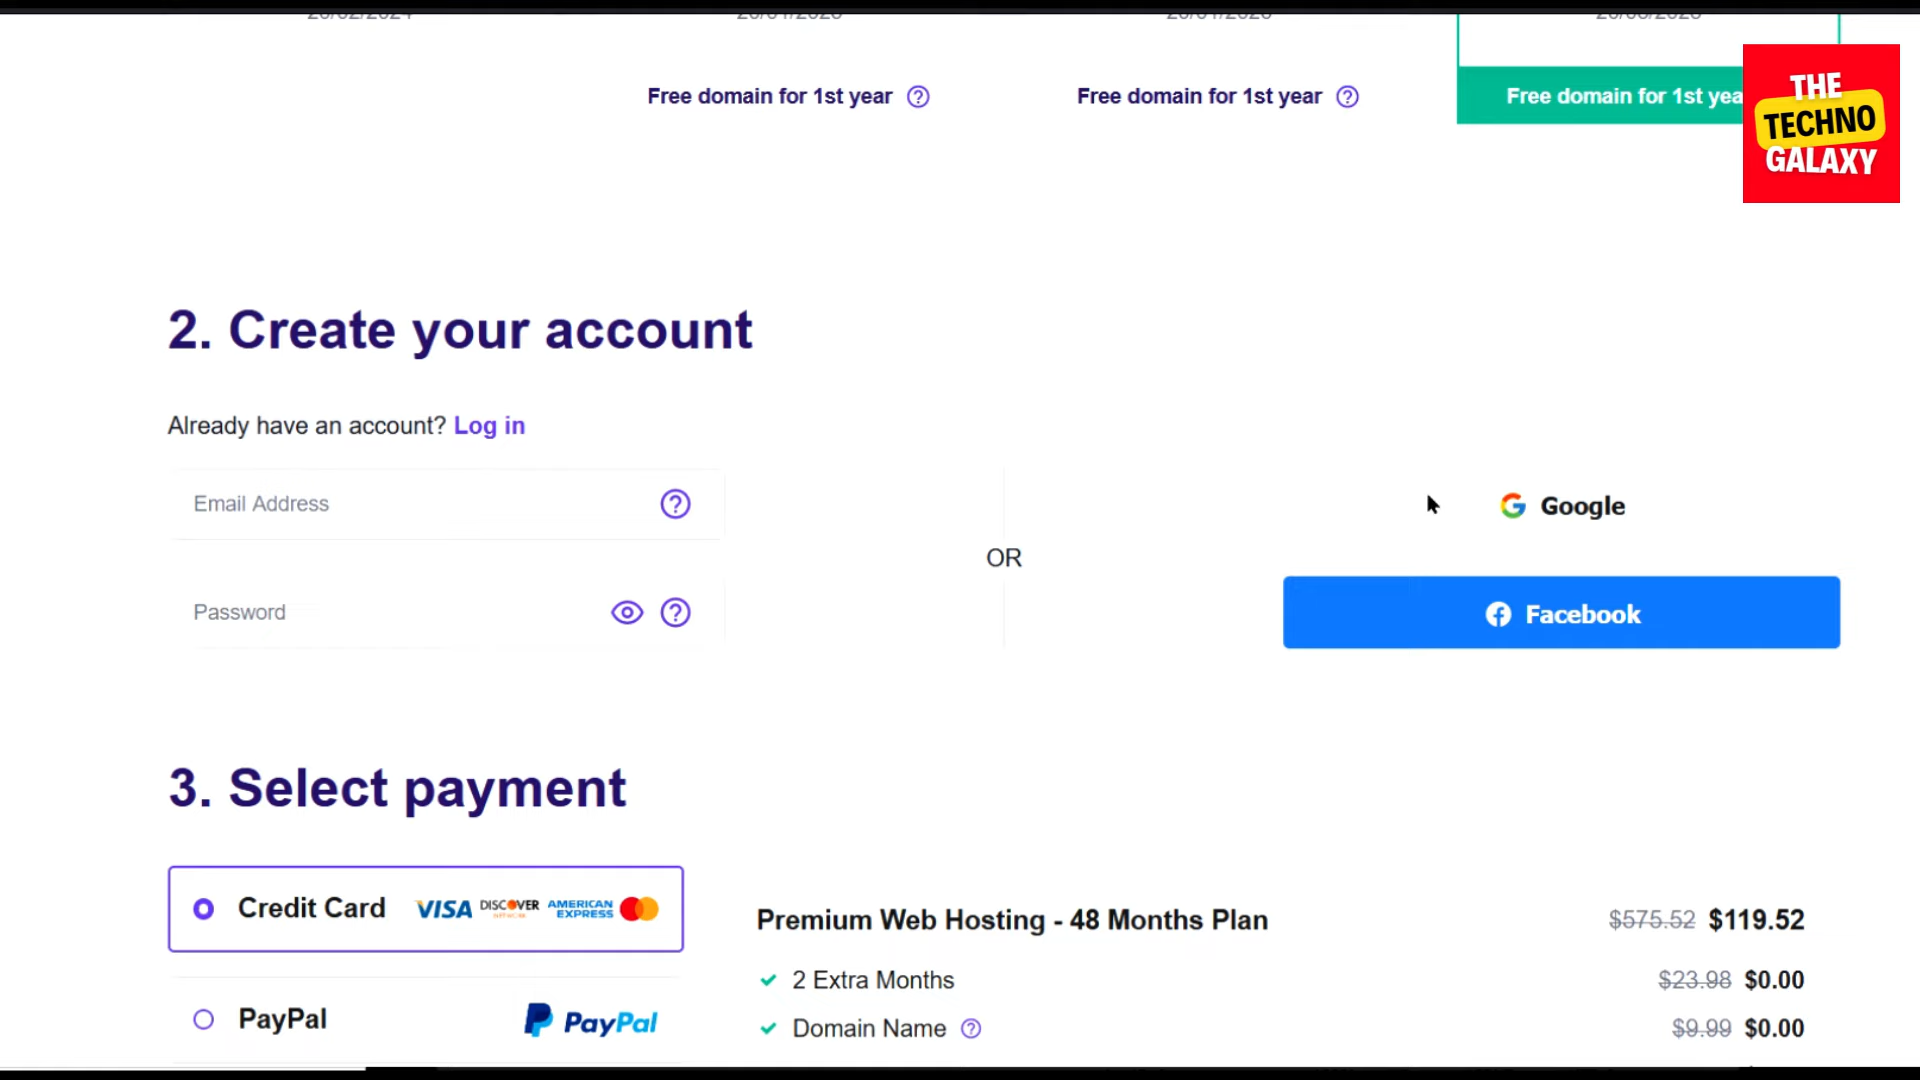 Free domain for 1st year
Free domain for 1st year
Free domain for 1st yea
THE
TECHNO
GALAXY
2. Create your account
Already have an account? Log in
Email Address
Google
OR
Password
Facebook
3. Select payment
Credit Card VISA DISCOVER AMERICAN EXPRESS
Premium Web Hosting - 48 Months Plan $575.52 $119.52
2 Extra Months $23.98 $0.00
PayPal PayPal
Domain Name $9.99 $0.00